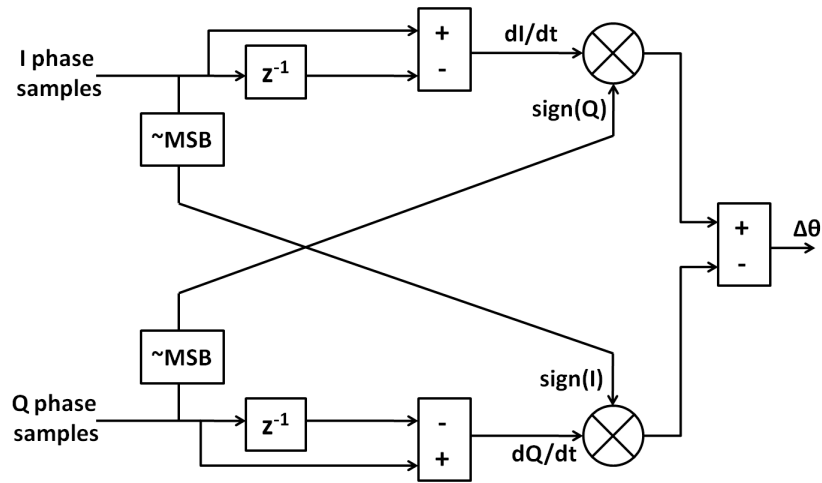 I phase
samples
z-1
+
-
dI/dt
sign(Q)
~MSB
+
-
Δθ
~MSB
Q phase
samples
z-1
-
+
sign(I)
dQ/dt